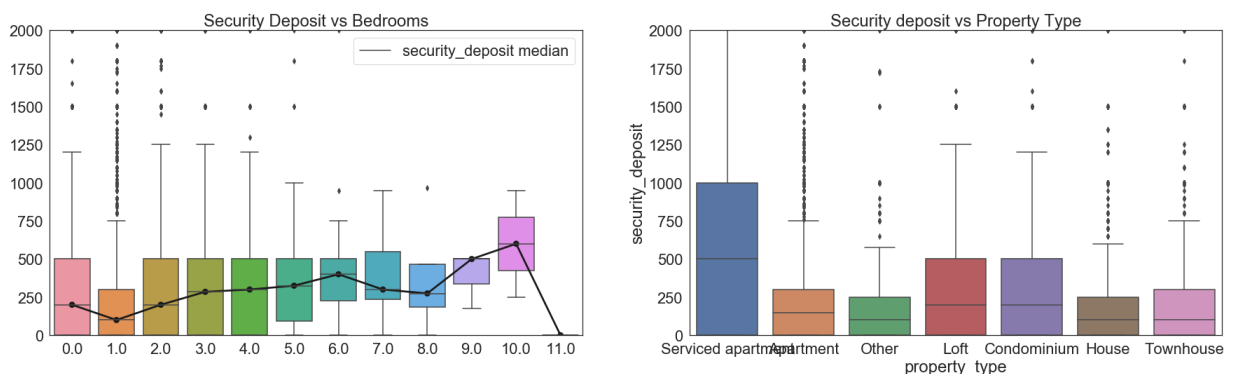 Security Deposit vs Bedrooms
security_deposit median
2000
1750
1500
1250
1000
750
500
250
0
0.0 1.0 2.0 3.0 4.0 5.0 6.0 7.0 8.0 9.0 10.0 11.0
Security deposit vs Property Type
security_deposit
2000
1750
1500
1250
1000
750
500
250
0
Serviced apartment Apartment Other Loft Condominium House Townhouse
property_type